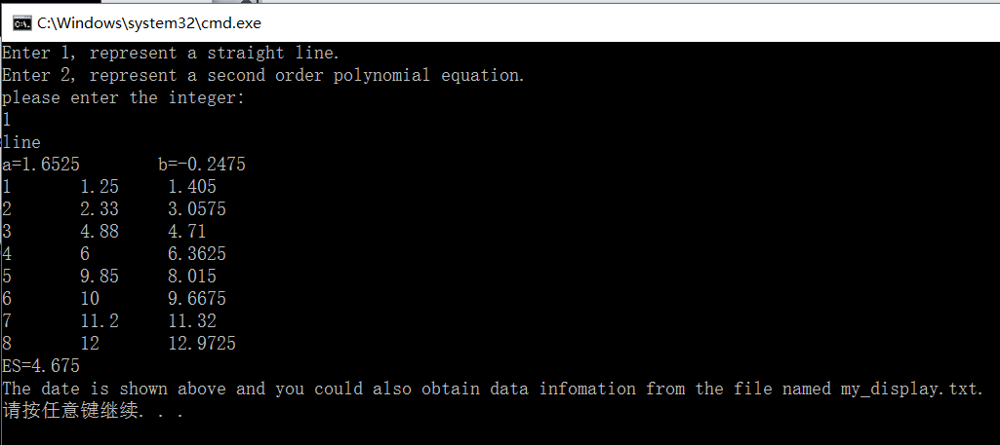 C:\Windows\system32\cmd.exe
Enter 1, represent a straight line.
Enter 2, represent a second order polynomial equation.
please enter the integer:
1
line
a=1.6525 b=-0.2475
1 1.25 1.405
2 2.33 3.0575
3 4.88 4.71
4 6 6.3625
5 9.85 8.015
6 10 9.6675
7 11.2 11.32
8 12 12.9725
ES=4.675
The date is shown above and you could also obtain data infomation from the file named my_display.txt.
请按任意键继续. . .